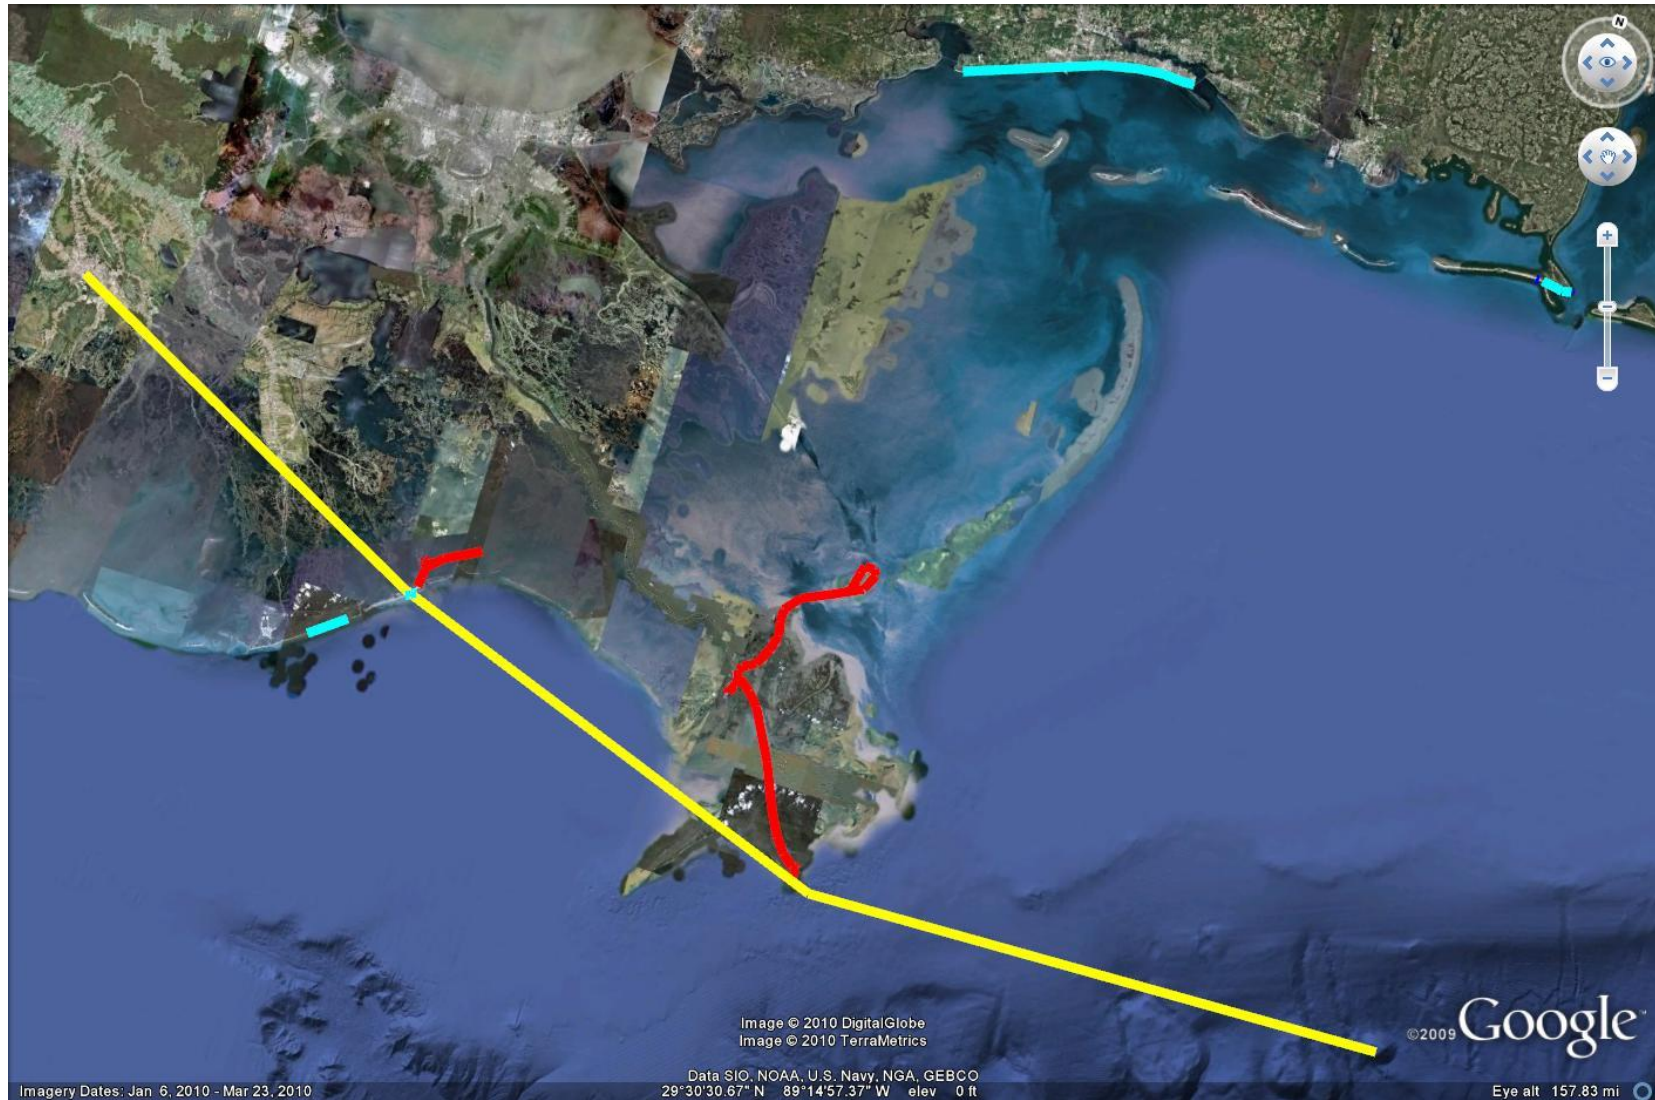 N
Image © 2010 DigitalGlobe
Image © 2010 TerraMetrics
©2009 Google™
Data SIO, NOAA, U.S. Navy, NGA, GEBCO
Imagery Dates: Jan 6, 2010 - Mar 23, 2010 29°30'30.67" N 89°14'57.37" W elev 0 ft Eye alt 157.83 mi